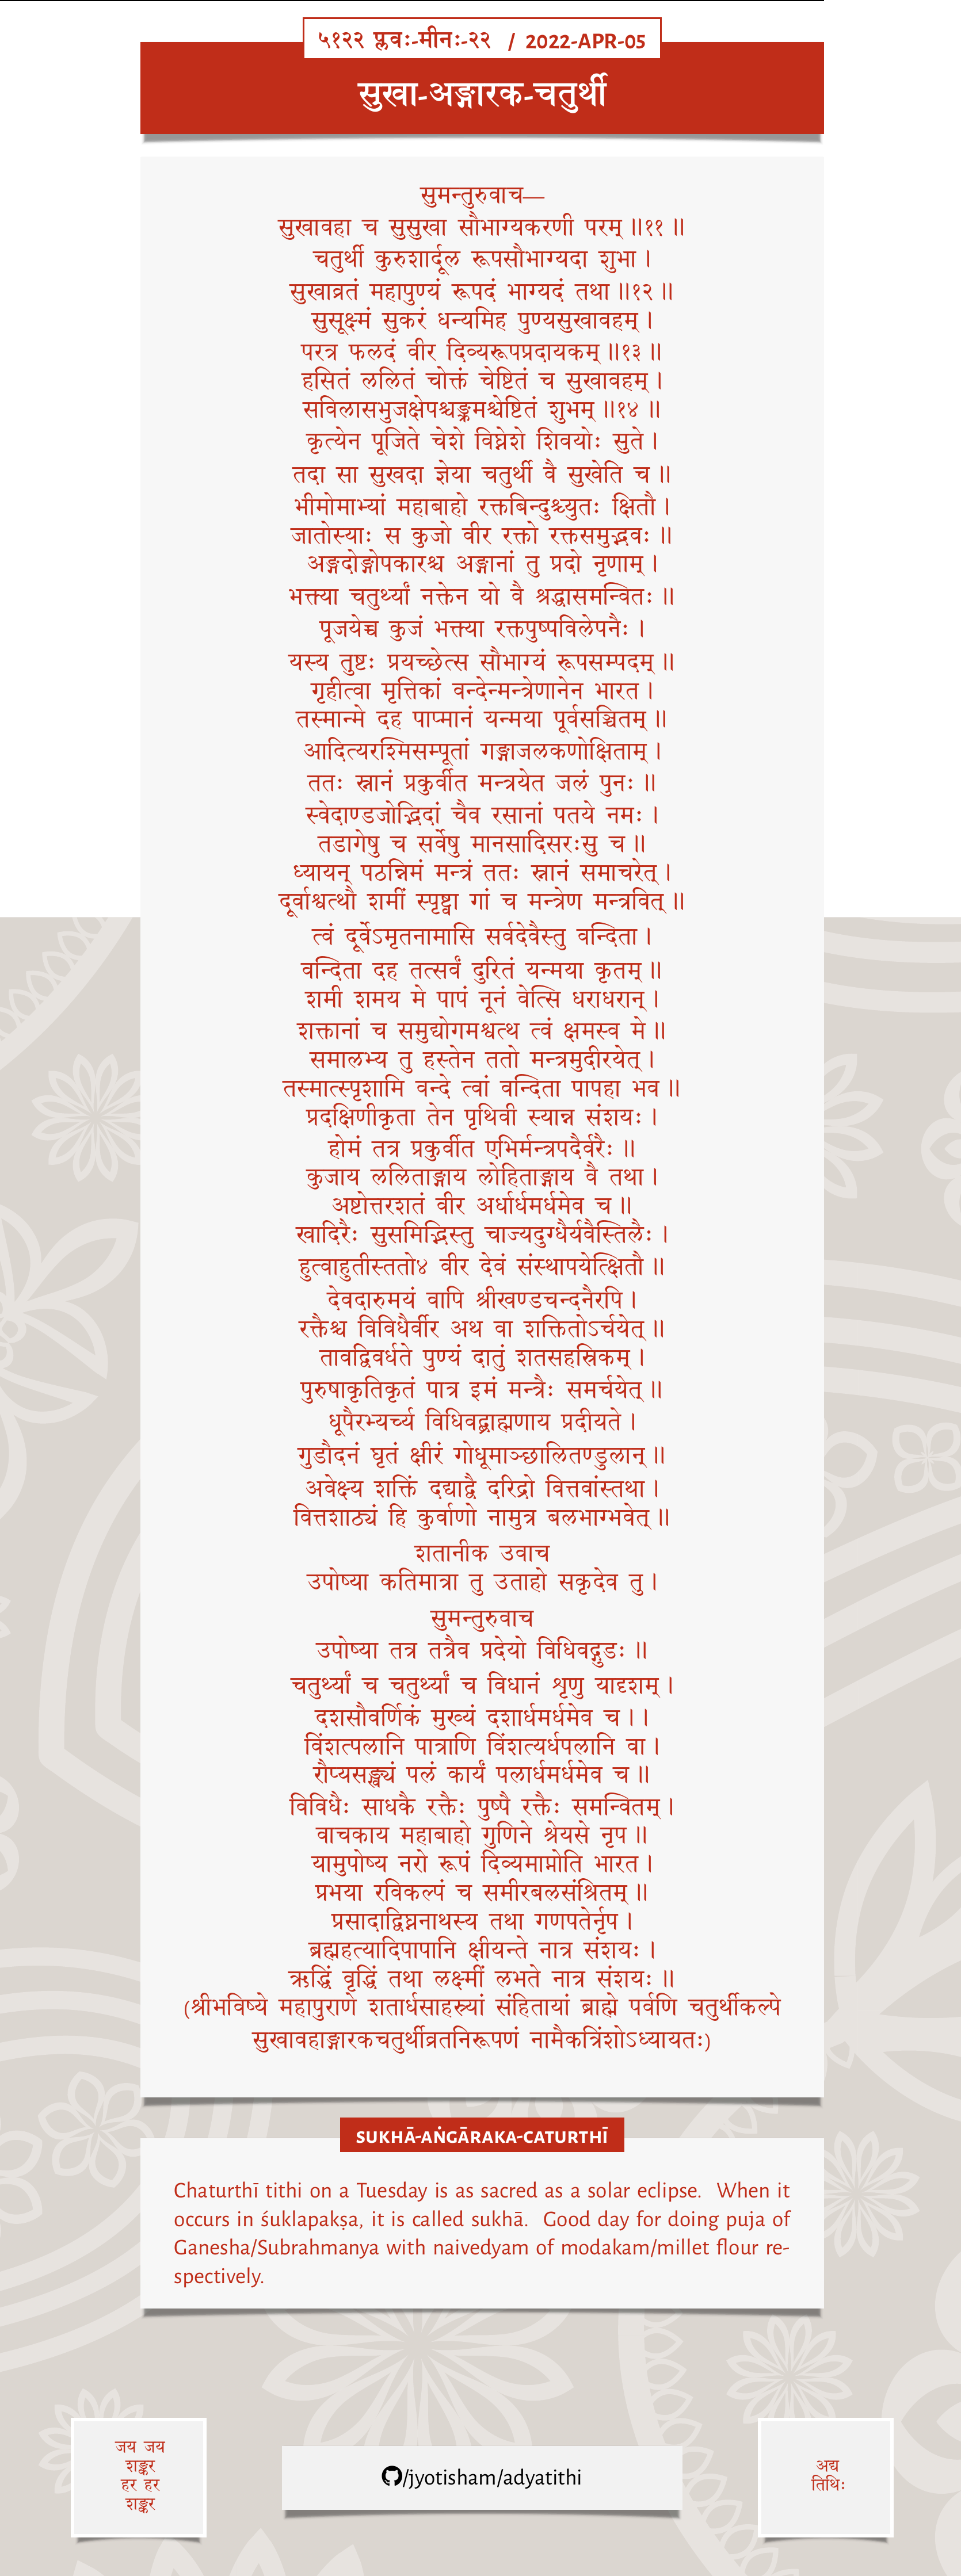 ५१२२ प्लवः-मीनः-२२ / 2022-APR-05
सुखा-अङ्गारक-चतुर्थी
सुमन्तुरुवाच—
सुखावहा च सुसुखा सौभाग्यकरणी परम् ॥११ ॥
चतुर्थी कुरुशार्दूल रूपसौभाग्यदा शुभा ।
सुखाव्रतं महापुण्यं रूपदं भाग्यदं तथा ॥१२ ॥
सुसूक्ष्मं सुकरं धन्यमिह पुण्यसुखावहम् ।
परत्र फलदं वीर दिव्यरूपप्रदायकम् ॥१३ ॥
हसितं ललितं चोक्तं चेष्टितं च सुखावहम् ।
सविलासभुजक्षेपश्चङ्क्रमश्चेष्टितं शुभम् ॥१४ ॥
कृत्येन पूजिते चेशे विघ्नेशे शिवयोः सुते ।
तदा सा सुखदा ज्ञेया चतुर्थी वै सुखेति च ॥
भीमोमाभ्यां महाबाहो रक्तबिन्दुश्च्युतः क्षितौ ।
जातोस्याः स कुजो वीर रक्तो रक्तसमुद्भवः ॥
अङ्गदोङ्गोपकारश्च अङ्गानां तु प्रदो नृणाम् ।
भक्त्या चतुर्थ्यां नक्तेन यो वै श्रद्धासमन्वितः ॥
पूजयेच्च कुजं भक्त्या रक्तपुष्पविलेपनैः ।
यस्य तुष्टः प्रयच्छेत्स सौभाग्यं रूपसम्पदम् ॥
गृहीत्वा मृत्तिकां वन्देन्मन्त्रेणानेन भारत ।
तस्मान्मे दह पाप्मानं यन्मया पूर्वसञ्चितम् ॥
आदित्यरश्मिसम्पूतां गङ्गाजलकणोक्षिताम् ।
ततः स्नानं प्रकुर्वीत मन्त्रयेत जलं पुनः ॥
स्वेदाण्डजोद्भिदां चैव रसानां पतये नमः ।
तडागेषु च सर्वेषु मानसादिसरःसु च ॥
ध्यायन् पठन्निमं मन्त्रं ततः स्नानं समाचरेत् ।
दूर्वाश्वत्थौ शमीं स्पृष्ट्वा गां च मन्त्रेण मन्त्रवित् ॥
त्वं दूर्वेऽमृतनामासि सर्वदेवैस्तु वन्दिता ।
वन्दिता दह तत्सर्वं दुरितं यन्मया कृतम् ॥
शमी शमय मे पापं नूनं वेत्सि धराधरान् ।
शक्तानां च समुद्योगमश्वत्थ त्वं क्षमस्व मे ॥
समालभ्य तु हस्तेन ततो मन्त्रमुदीरयेत् ।
तस्मात्स्पृशामि वन्दे त्वां वन्दिता पापहा भव ॥
प्रदक्षिणीकृता तेन पृथिवी स्यान्न संशयः ।
होमं तत्र प्रकुर्वीत एभिर्मन्त्रपदैर्वरैः ॥
कुजाय ललिताङ्गाय लोहिताङ्गाय वै तथा ।
अष्टोत्तरशतं वीर अर्धार्धमर्धमेव च ॥
खादिरैः सुसमिद्भिस्तु चाज्यदुग्धैर्यवैस्तिलैः ।
हुत्वाहुतीस्ततो४ वीर देवं संस्थापयेत्क्षितौ ॥
देवदारुमयं वापि श्रीखण्डचन्दनैरपि ।
रक्तैश्च विविधैर्वीर अथ वा शक्तितोऽर्चयेत् ॥
तावद्विवर्धते पुण्यं दातुं शतसहस्रिकम् ।
पुरुषाकृतिकृतं पात्र इमं मन्त्रैः समर्चयेत् ॥
धूपैरभ्यर्च्य विधिवद्ब्राह्मणाय प्रदीयते ।
गुडौदनं घृतं क्षीरं गोधूमाञ्छालितण्डुलान् ॥
अवेक्ष्य शक्तिं दद्याद्वै दरिद्रो वित्तवांस्तथा ।
वित्तशाठ्यं हि कुर्वाणो नामुत्र बलभाग्भवेत् ॥
शतानीक उवाच
उपोष्या कतिमात्रा तु उताहो सकृदेव तु ।
सुमन्तुरुवाच
उपोष्या तत्र तत्रैव प्रदेयो विधिवद्गुडः ॥
चतुर्थ्यां च चतुर्थ्यां च विधानं शृणु यादृशम् ।
दशसौवर्णिकं मुख्यं दशार्धमर्धमेव च । ।
विंशत्पलानि पात्राणि विंशत्यर्धपलानि वा ।
रौप्यसङ्ख्यं पलं कार्यं पलार्धमर्धमेव च ॥
विविधैः साधकै रक्तैः पुष्पै रक्तैः समन्वितम् ।
वाचकाय महाबाहो गुणिने श्रेयसे नृप ॥
यामुपोष्य नरो रूपं दिव्यमाप्नोति भारत ।
प्रभया रविकल्पं च समीरबलसंश्रितम् ॥
प्रसादाद्विघ्ननाथस्य तथा गणपतेर्नृप ।
ब्रह्महत्यादिपापानि क्षीयन्ते नात्र संशयः ।
ऋद्धिं वृद्धिं तथा लक्ष्मीं लभते नात्र संशयः ॥
(श्रीभविष्ये महापुराणे शतार्धसाहस्र्यां संहितायां ब्राह्मे पर्वणि चतुर्थीकल्पे
सुखावहाङ्गारकचतुर्थीव्रतनिरूपणं नामैकत्रिंशोऽध्यायतः)
SUKHĀ-AṄGĀRAKA-CATURTHĪ
Chaturthī tithi on a Tuesday is as sacred as a solar eclipse. When it
occurs in śuklapakṣa, it is called sukhā. Good day for doing puja of
Ganesha/Subrahmanya with naivedyam of modakam/millet flour re-
spectively.
जय जय
शङ्कर
हर हर
शङ्कर
/jyotisham/adyatithi
अद्य
तिथिः